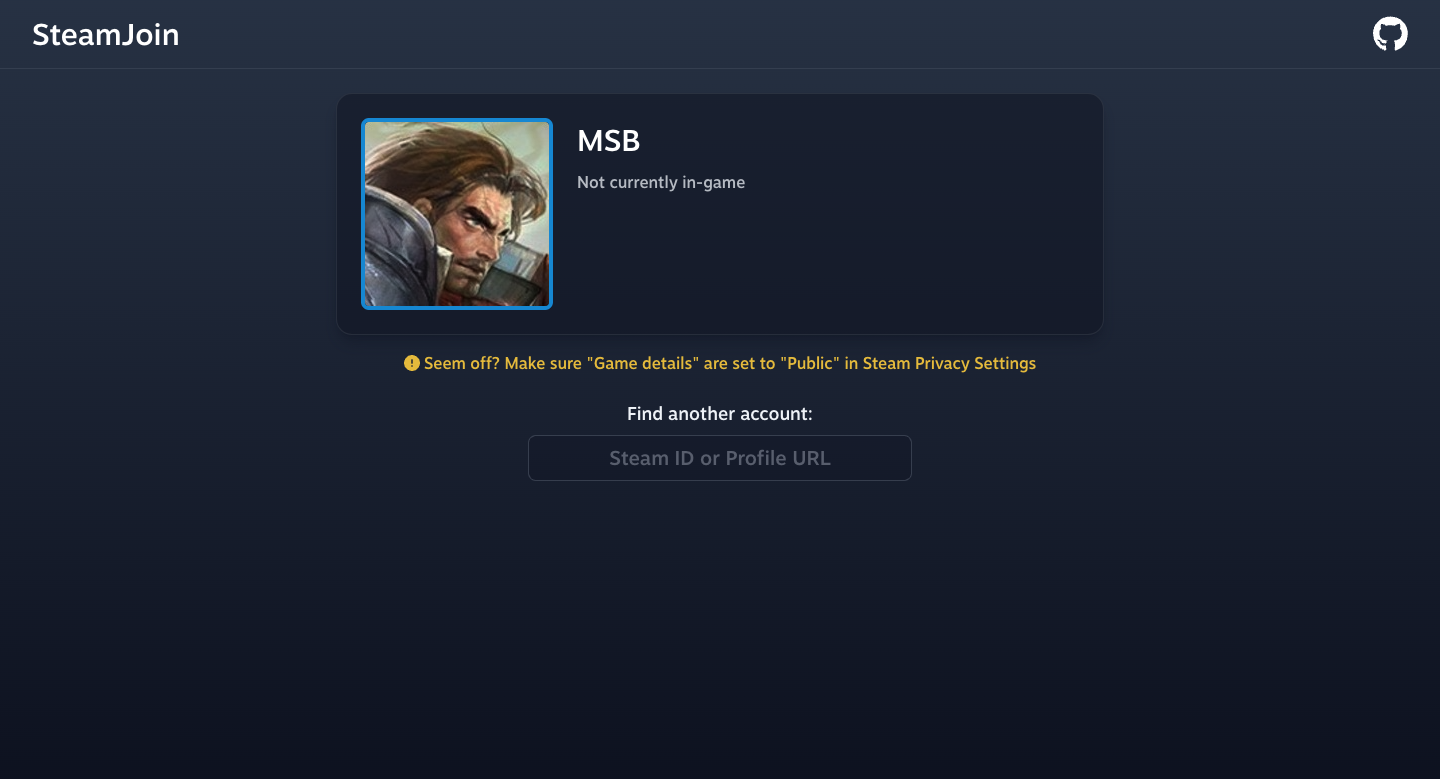 SteamJoin
MSB
Not currently in-game
Seem off? Make sure "Game details" are set to "Public" in Steam Privacy Settings
Find another account:
Steam ID or Profile URL